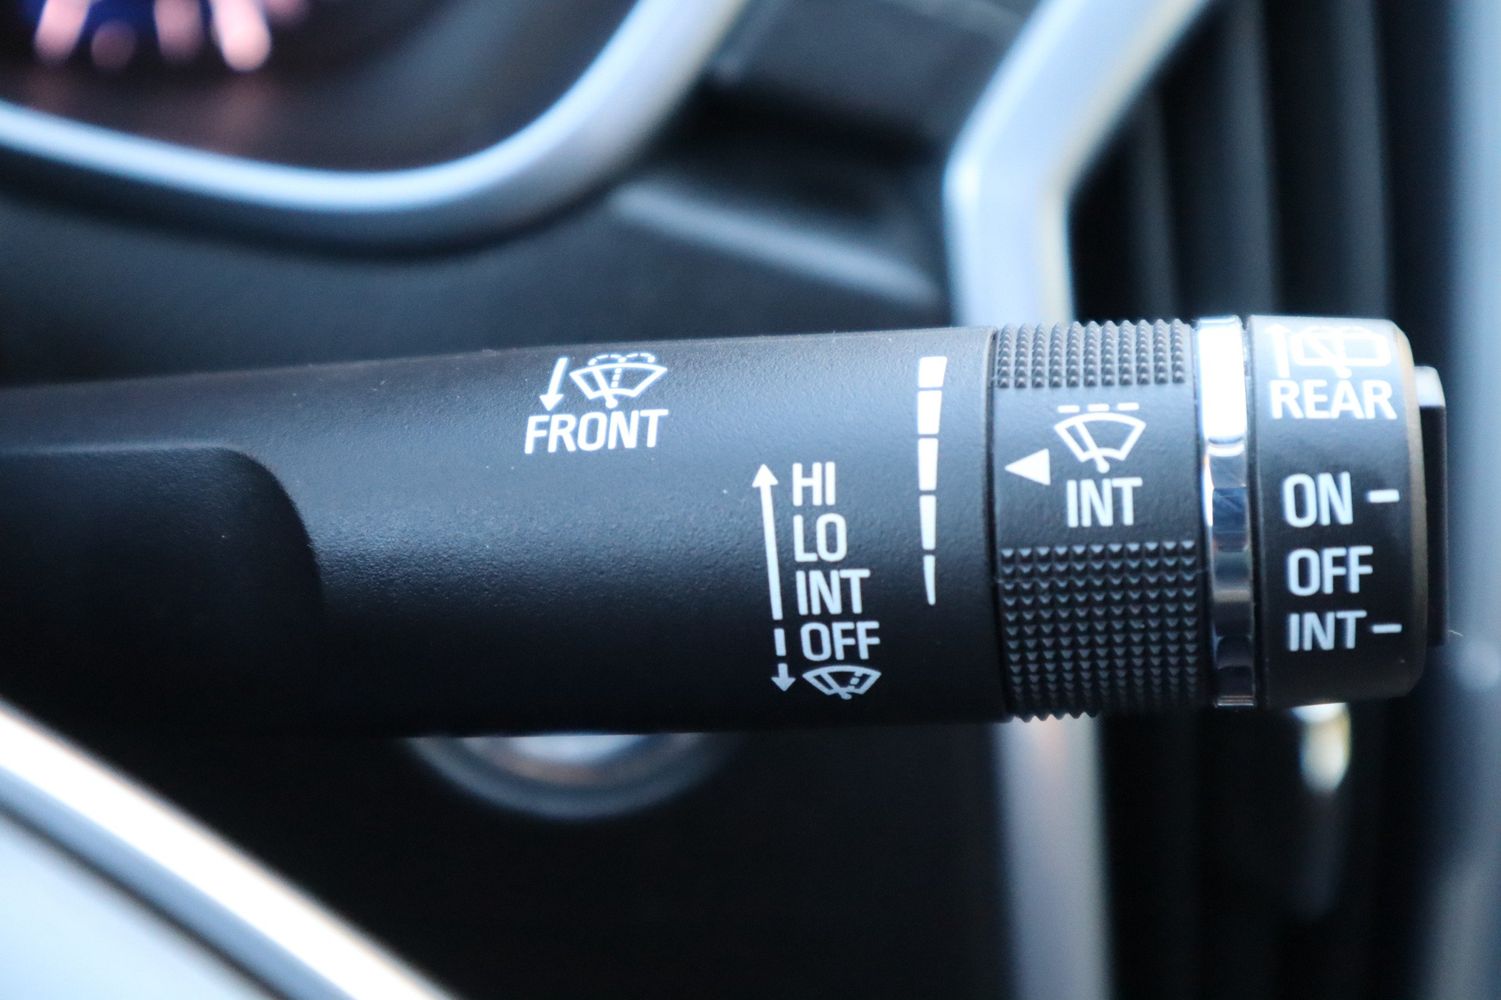 FRONT
HI
LO
INT
OFF
INT
REAR
ON
OFF
INT